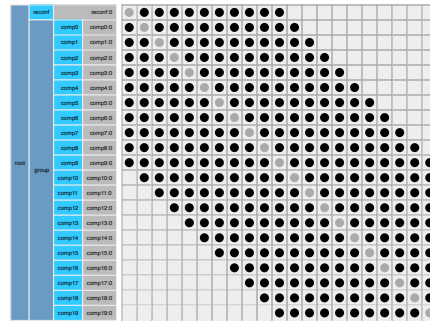 reconf reconf:0
comp0 comp0:0
comp1 comp1:0
comp2 comp2:0
comp3 comp3:0
comp4 comp4:0
comp5 comp5:0
comp6 comp6:0
comp7 comp7:0
comp8 comp8:0
comp9 comp9:0
root group
comp10 comp10:0
comp11 comp11:0
comp12 comp12:0
comp13 comp13:0
comp14 comp14:0
comp15 comp15:0
comp16 comp16:0
comp17 comp17:0
comp18 comp18:0
comp19 comp19:0